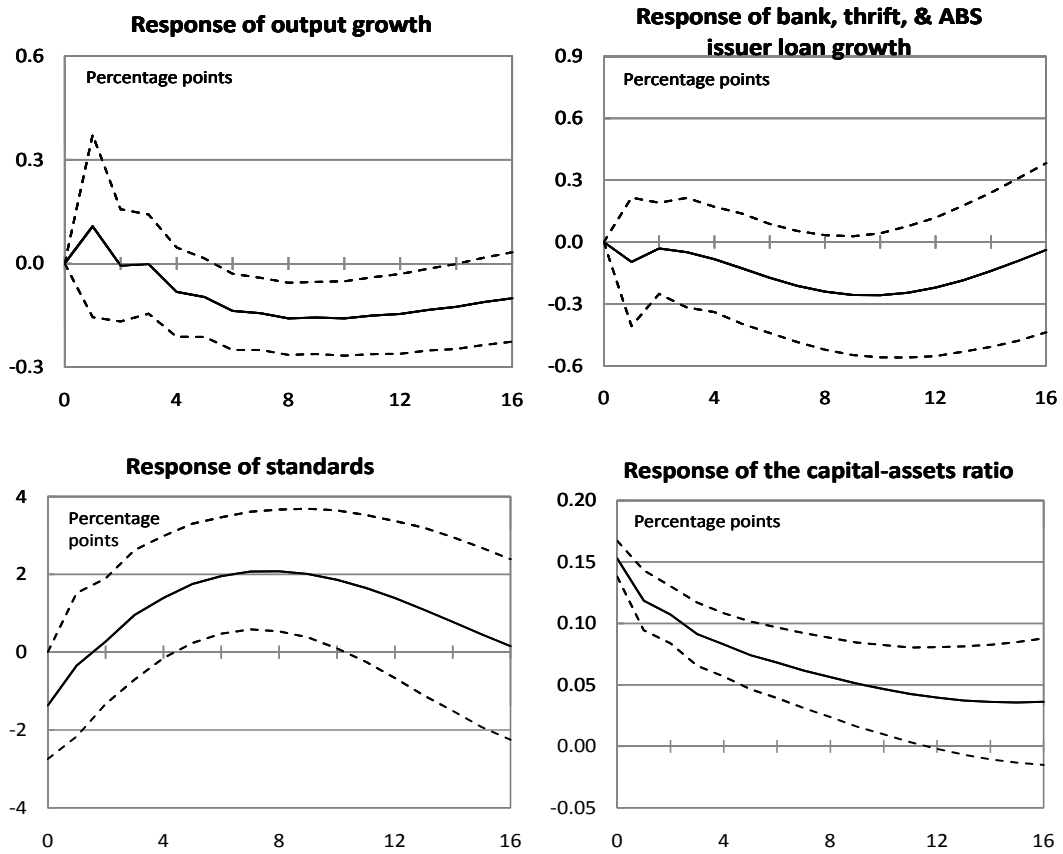 Response of output growth
0.6
Percentage points
0.3
0.0
-0.3
0 4 8 12 16
Response of bank, thrift, & ABS
issuer loan growth
0.9
Percentage points
0.6
0.3
0.0
-0.3
-0.6
0 4 8 12 16
Response of standards
4
Percentage
points
2
0
-2
-4
0 4 8 12 16
Response of the capital-assets ratio
0.20
Percentage points
0.15
0.10
0.05
0.00
-0.05
0 4 8 12 16